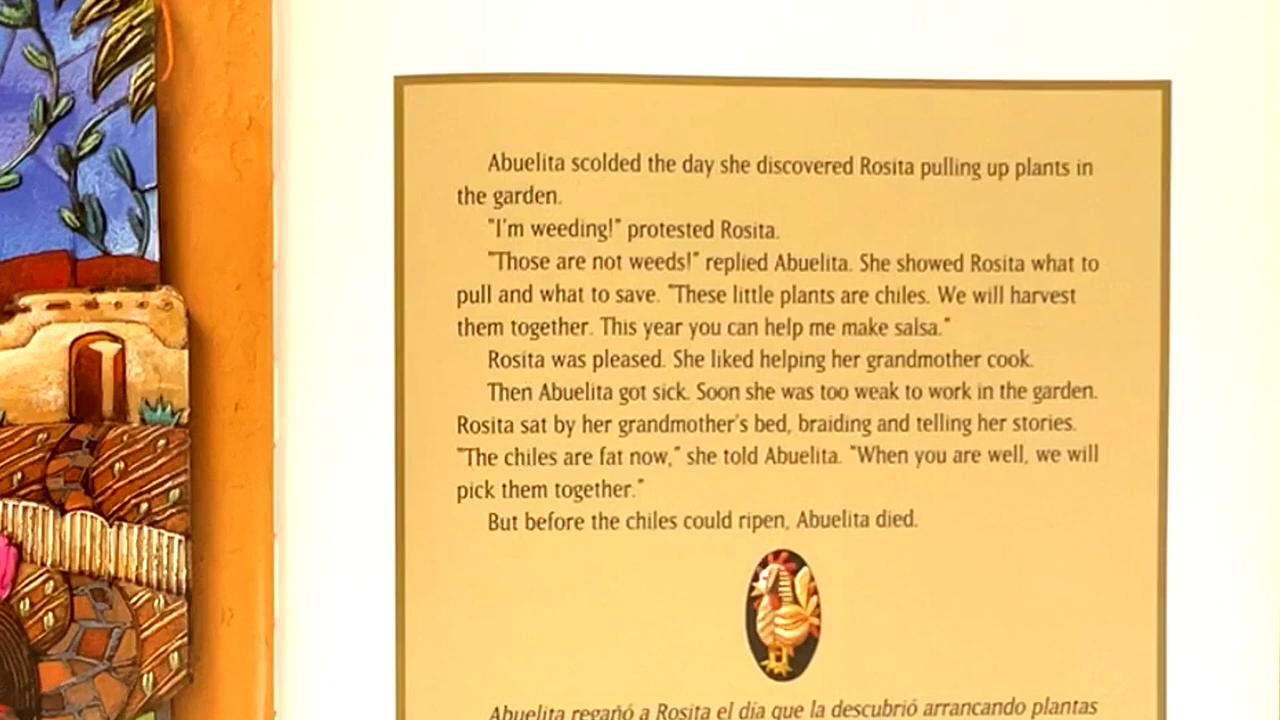 Abuelita scolded the day she discovered Rosita pulling up plants in
the garden.
"I'm weeding!" protested Rosita.
"Those are not weeds!" replied Abuelita. She showed Rosita what to
pull and what to save. "These little plants are chiles. We will harvest
them together. This year you can help me make salsa."
Rosita was pleased. She liked helping her grandmother cook.
Then Abuelita got sick. Soon she was too weak to work in the garden.
Rosita sat by her grandmother's bed, braiding and telling her stories.
"The chiles are fat now," she told Abuelita. "When you are well, we will
pick them together."
But before the chiles could ripen, Abuelita died.
Abuelita regañó a Rosita el día que la descubrió arrancando plantas